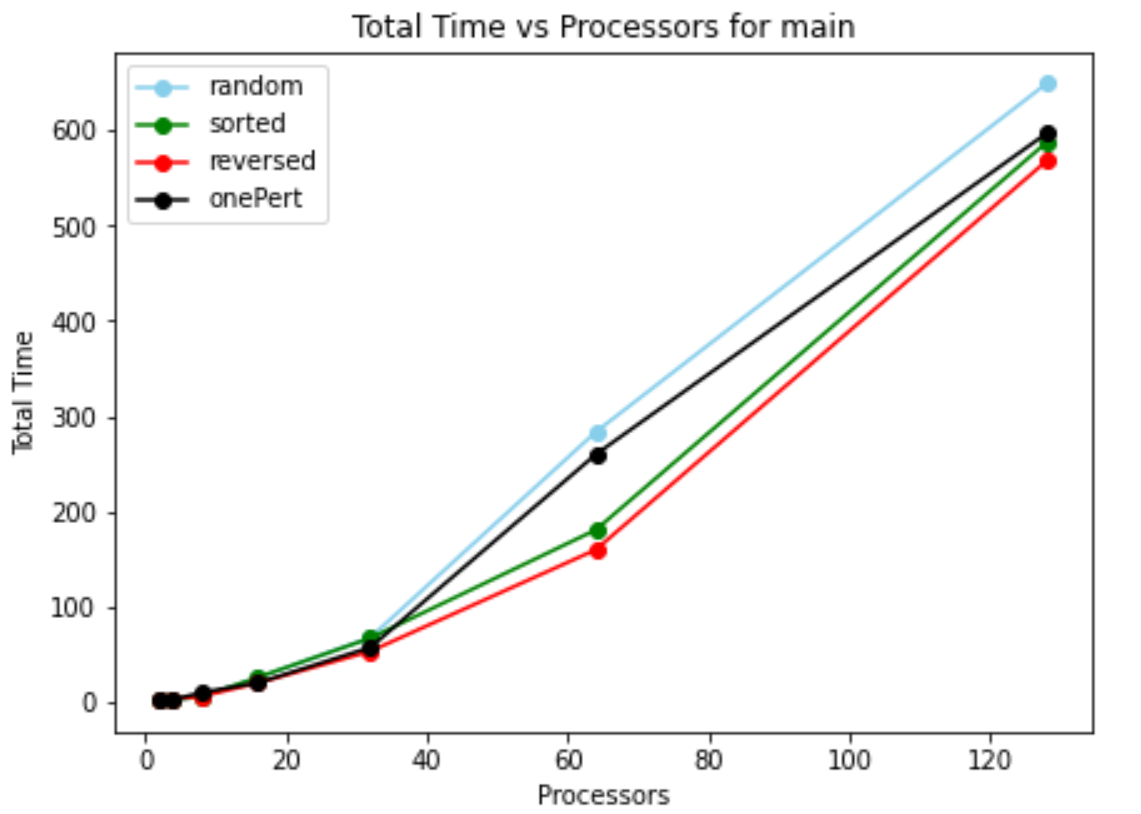 Total Time vs Processors for main
random
sorted
reversed
onePert
600
500
400
300
200
100
0
Total Time
0 20 40 60 80 100 120
Processors